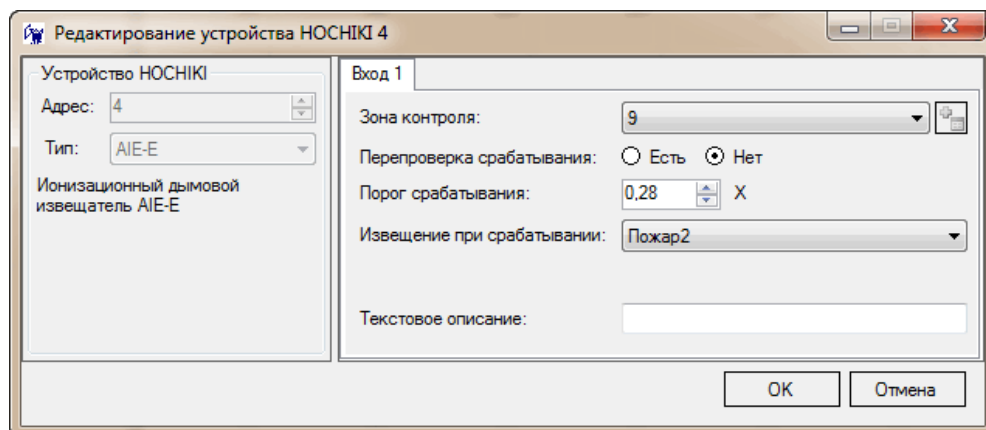 Редактирование устройства HOCHIKI 4
Устройство HOCHIKI
Адрес: 4
Тип: AIE-E
Ионизационный дымовой
извещатель AIE-E
Вход 1
Зона контроля: 9
Перепроверка срабатывания: Есть Нет
Порог срабатывания: 0,28 X
Извещение при срабатывании: Пожар2
Текстовое описание:
OK Отмена